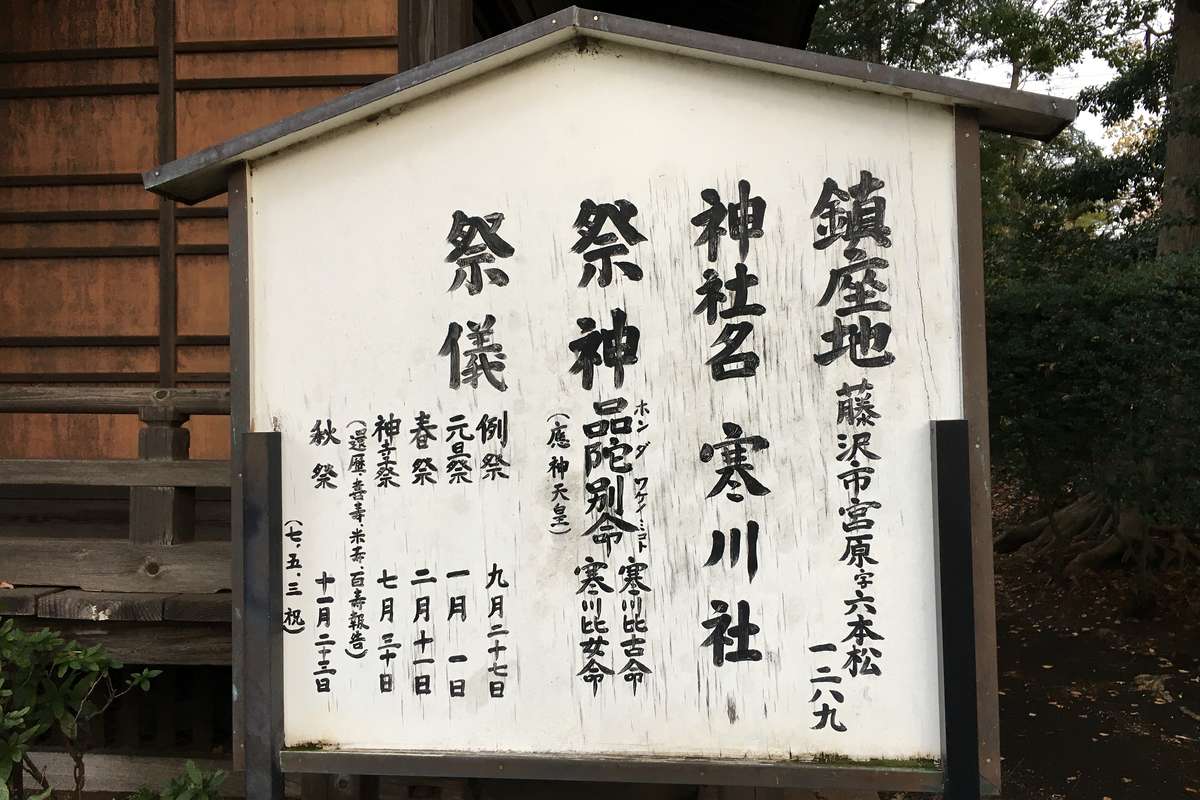 鎮座地 藤沢市宮原字六本松
一二六九
神社名 寒川社
祭神 品陀別命 寒川比古命
ホンダワケノミコト
寒川比女命
(應神天皇)
祭儀
例祭 九月二十七日
元旦祭 一月一日
春祭 二月十一日
神寺祭 七月三十日
(還暦、喜寿、米寿、百寿報告)
秋祭 十一月二十三日
(七、五、三祝)